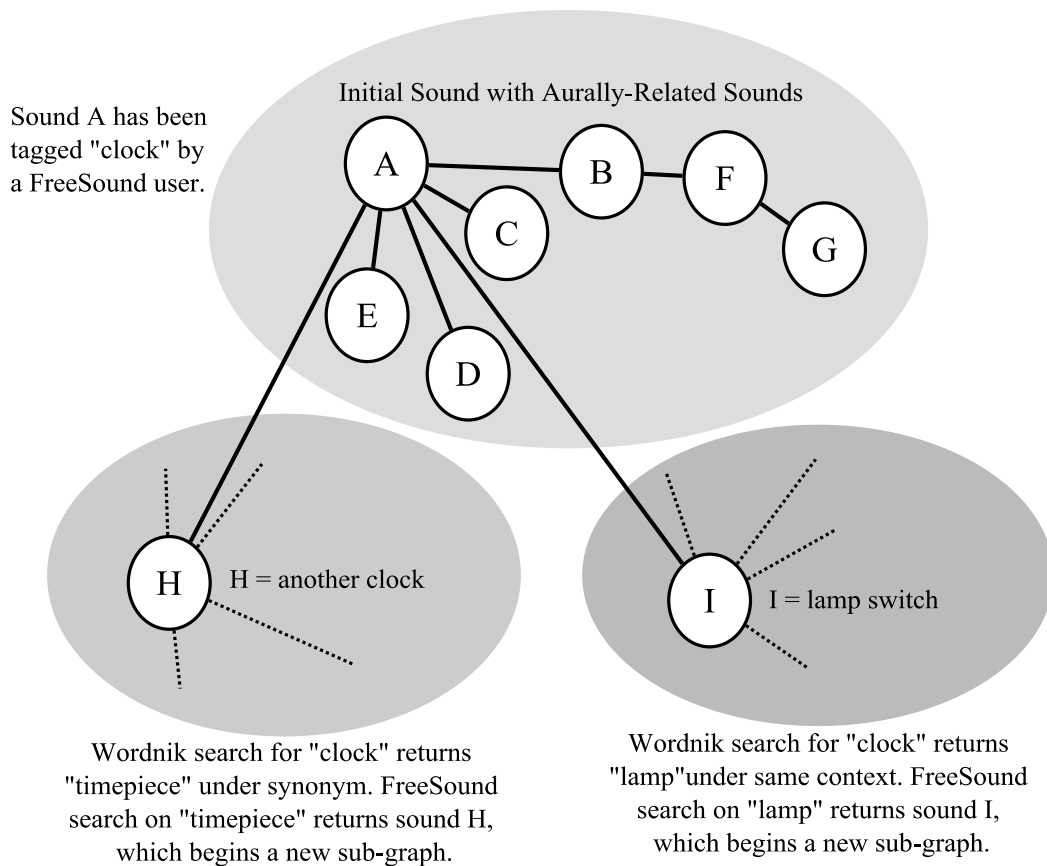 Initial Sound with Aurally-Related Sounds
Sound A has been
tagged "clock" by
a FreeSound user.
A
B
F
C
G
E
D
H
H = another clock
I
I = lamp switch
Wordnik search for "clock" returns
"timepiece" under synonym. FreeSound
search on "timepiece" returns sound H,
which begins a new sub-graph.
Wordnik search for "clock" returns
"lamp"under same context. FreeSound
search on "lamp" returns sound I,
which begins a new sub-graph.